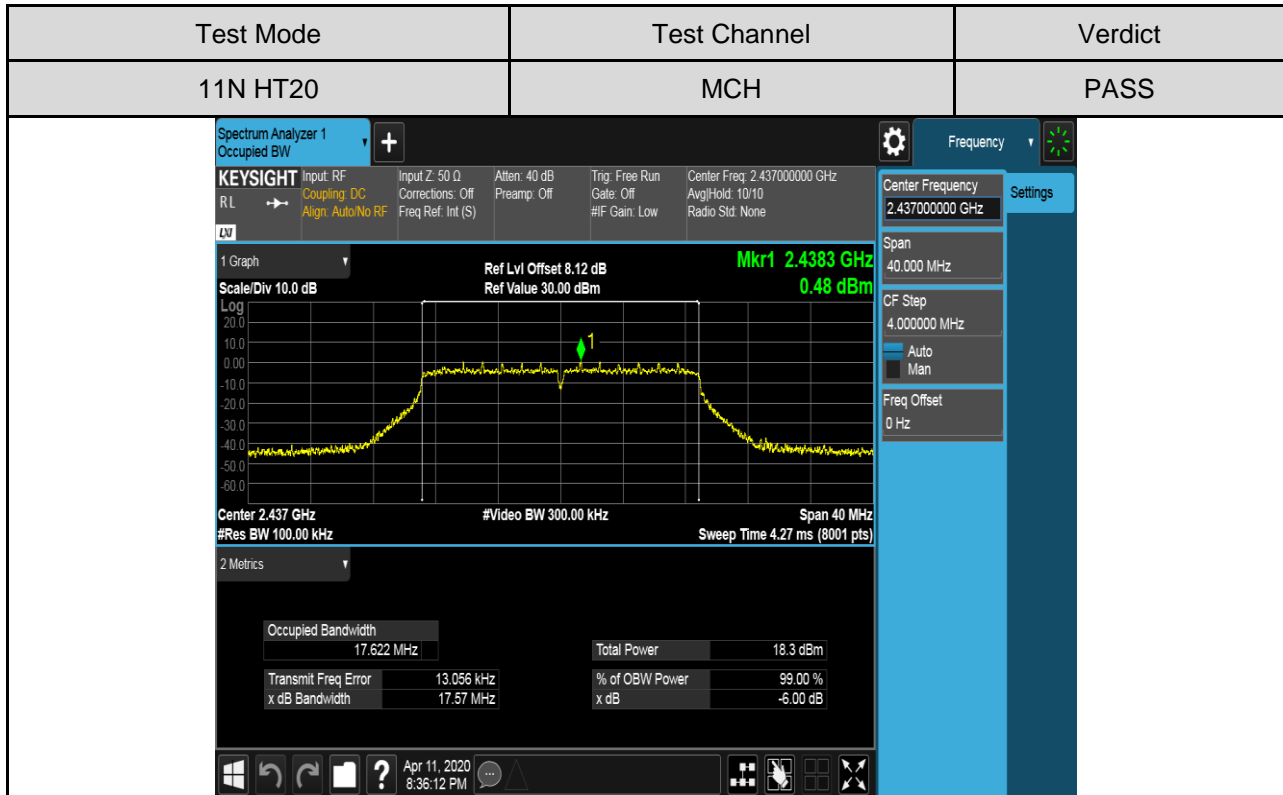 Test Mode Test Channel Verdict
11N HT20 MCH PASS
Spectrum Analyzer 1
Occupied BW
+
Frequency
KEYSIGHT Input: RF Input Z: 50 Ω Atten: 40 dB Trig: Free Run Center Freq: 2.437000000 GHz
RL Coupling: DC Corrections: Off Preamp: Off Gate: Off Avg|Hold: 10/10
Align: Auto/No RF Freq Ref: Int (S) #IF Gain: Low Radio Std: None
LXI
Center Frequency Settings
2.437000000 GHz
Span
40.000 MHz
CF Step
4.000000 MHz
Auto
Man
Freq Offset
0 Hz
1 Graph Ref Lvl Offset 8.12 dB Mkr1 2.4383 GHz
Scale/Div 10.0 dB Ref Value 30.00 dBm 0.48 dBm
Log
20.0
10.0
0.00
-10.0
-20.0
-30.0
-40.0
-50.0
-60.0
1
Center 2.437 GHz #Video BW 300.00 kHz Span 40 MHz
#Res BW 100.00 kHz Sweep Time 4.27 ms (8001 pts)
2 Metrics
Occupied Bandwidth
17.622 MHz Total Power 18.3 dBm
Transmit Freq Error 13.056 kHz % of OBW Power 99.00 %
x dB Bandwidth 17.57 MHz x dB -6.00 dB
? Apr 11, 2020
8:36:12 PM